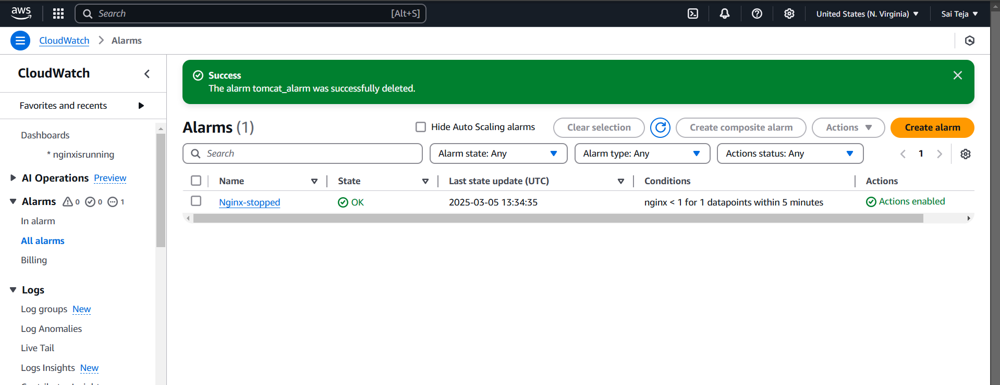 aws
Search [Alt+S]
United States (N. Virginia)
Sai Teja
CloudWatch > Alarms
CloudWatch
Favorites and recents
Dashboards
* nginxisrunning
AI Operations Preview
Alarms 0 0 1
In alarm
All alarms
Billing
Logs
Log groups New
Log Anomalies
Live Tail
Logs Insights New
Success
The alarm tomcat_alarm was successfully deleted.
Alarms (1)
Hide Auto Scaling alarms
Clear selection
Create composite alarm
Actions
Create alarm
Search
Alarm state: Any
Alarm type: Any
Actions status: Any
1
Name State Last state update (UTC) Conditions Actions
Nginx-stopped OK 2025-03-05 13:34:35 nginx < 1 for 1 datapoints within 5 minutes Actions enabled